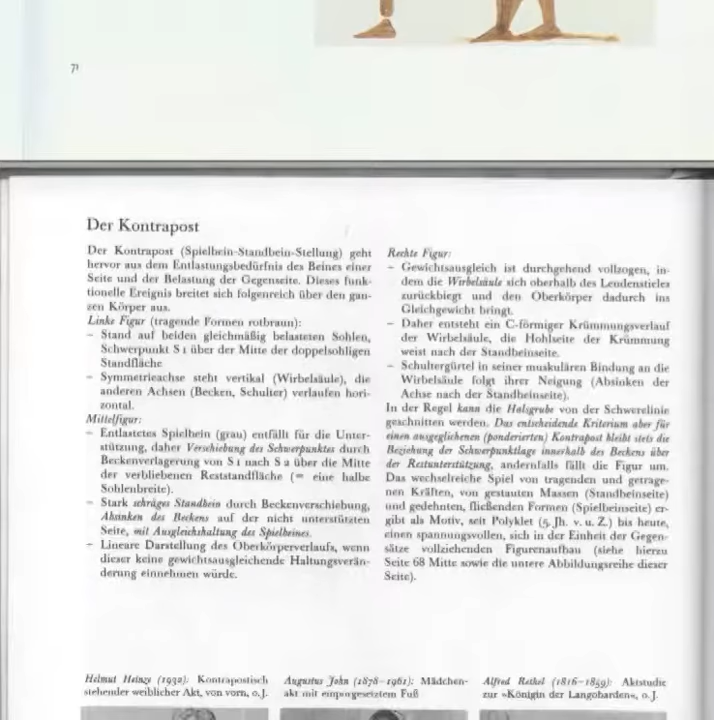 71
Der Kontrapost
Der Kontrapost (Spielbein-Standbein-Stellung) geht
hervor aus dem Entlastungsbedürfnis des Beines einer
Seite und der Belastung der Gegenseite. Dieses funk-
tionelle Ereignis breitet sich folgenreich über den gan-
zen Körper aus.
Linke Figur (tragende Formen rotbraun):
– Stand auf beiden gleichmäßig belasteten Sohlen,
Schwerpunkt S 1 über der Mitte der doppelsohligen
Standfläche
– Symmetrieachse steht vertikal (Wirbelsäule), die
anderen Achsen (Becken, Schulter) verlaufen hori-
zontal.
Mittelfigur:
– Entlastetes Spielbein (grau) entfällt für die Unter-
stützung, daher Verschiebung des Schwerpunktes durch
Beckenverlagerung von S 1 nach S 2 über die Mitte
der verbliebenen Reststandfläche (= eine halbe
Sohlenbreite).
– Stark schräges Standbein durch Beckenverschiebung,
Absinken des Beckens auf der nicht unterstützten
Seite, mit Ausgleichshaltung des Spielbeines.
– Lineare Darstellung des Oberkörperverlaufs, wenn
dieser keine gewichtsausgleichende Haltungsverän-
derung einnehmen würde.
Rechte Figur:
– Gewichtsausgleich ist durchgehend vollzogen, in-
dem die Wirbelsäule sich oberhalb des Lendenstieles
zurückbiegt und den Oberkörper dadurch ins
Gleichgewicht bringt.
– Daher entsteht ein C-förmiger Krümmungsverlauf
der Wirbelsäule, die Hohlseite der Krümmung
weist nach der Standbeinseite.
– Schultergürtel in seiner muskulären Bindung an die
Wirbelsäule folgt ihrer Neigung (Absinken der
Achse nach der Standbeinseite).
In der Regel kann die Halsgrube von der Schwerelinie
geschnitten werden. Das entscheidende Kriterium aber für
einen ausgeglichenen (ponderierten) Kontrapost bleibt stets die
Beziehung der Schwerpunktlage innerhalb des Beckens über
der Restunterstützung, andernfalls fällt die Figur um.
Das wechselreiche Spiel von tragenden und getrage-
nen Kräften, von gestauten Massen (Standbeinseite)
und gedehnten, fließenden Formen (Spielbeinseite) er-
gibt als Motiv, seit Polyklet (5. Jh. v. u. Z.) bis heute,
einen spannungsvollen, sich in der Einheit der Gegen-
sätze vollziehenden Figurenaufbau (siehe hierzu
Seite 68 Mitte sowie die untere Abbildungsreihe dieser
Seite).
Helmut Heinze (1932): Kontrapostisch
stehender weiblicher Akt, von vorn, o. J.
Augustus John (1878–1961): Mädchen-
akt mit emporgesetztem Fuß
Alfred Rethel (1816–1859): Aktstudie
zur »Königin der Langobarden«, o. J.